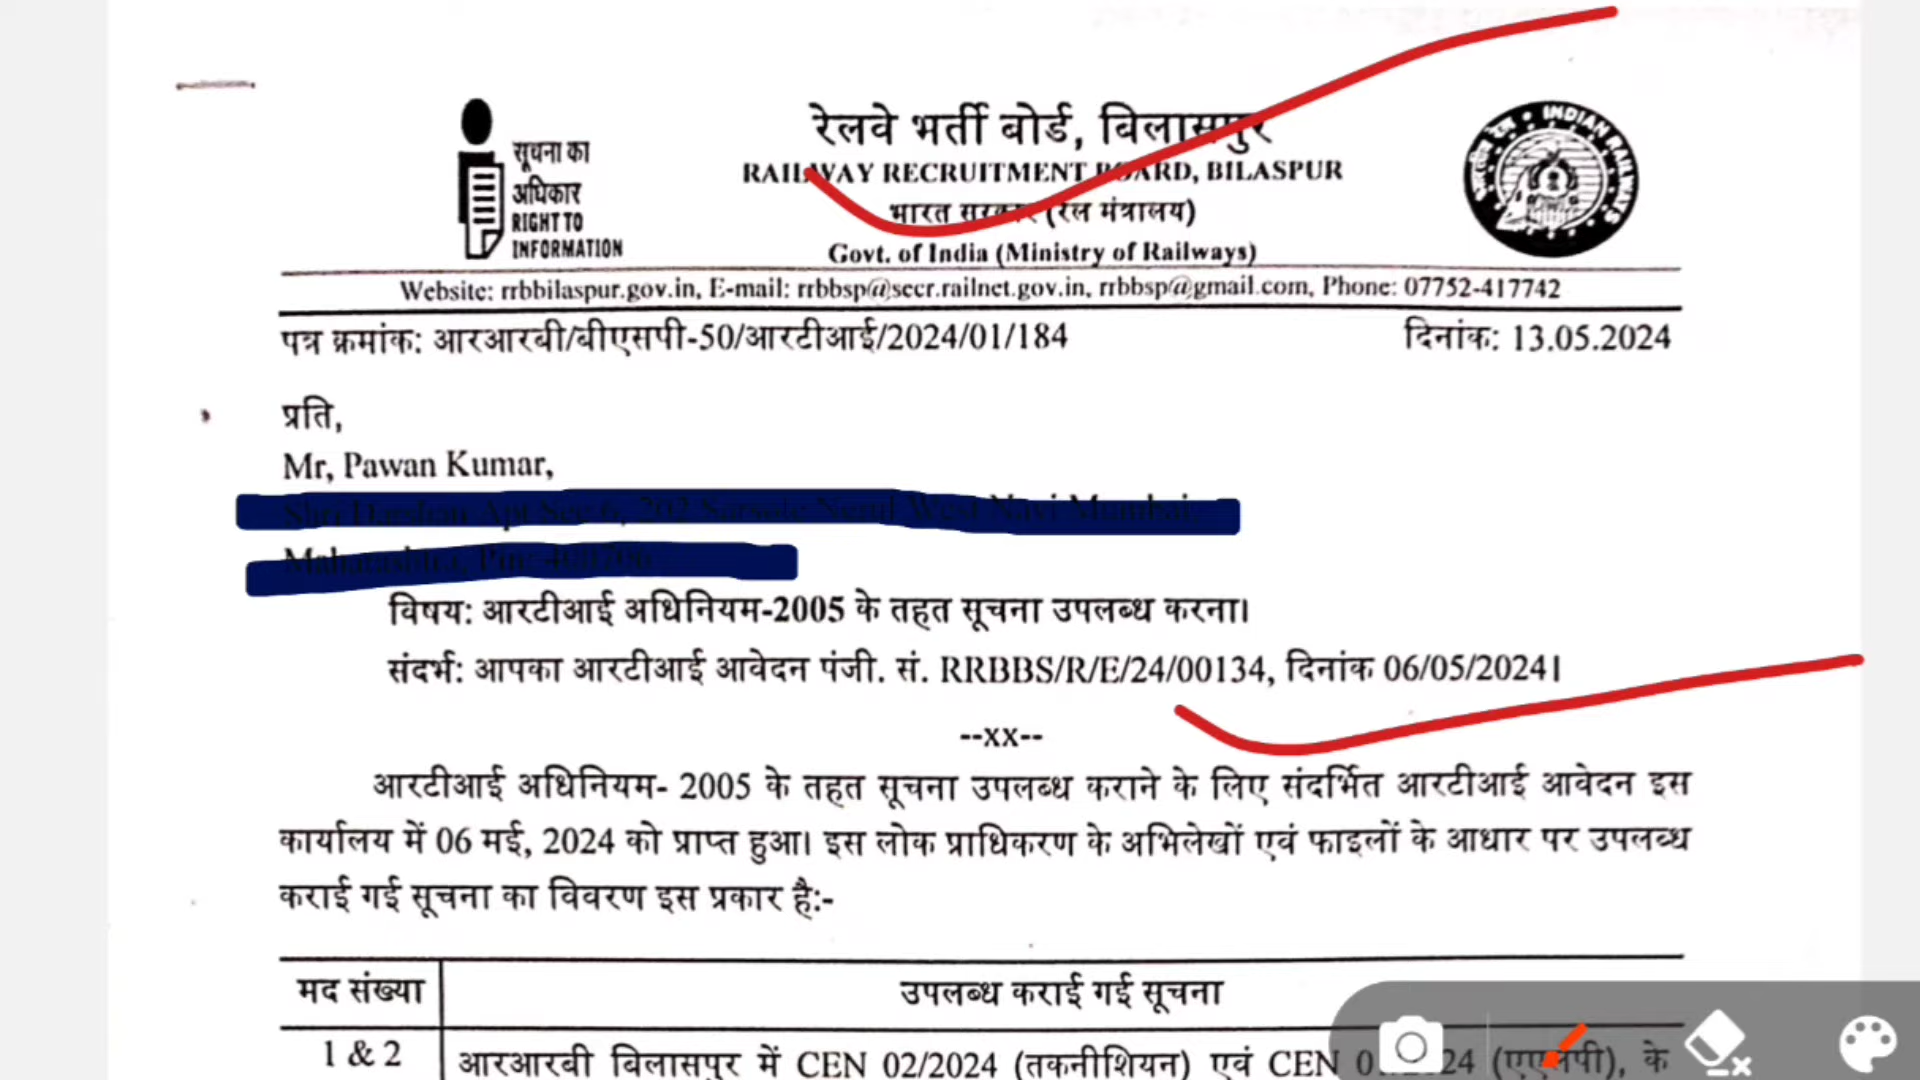 सूचना का
अधिकार
RIGHT TO
INFORMATION
रेलवे भर्ती बोर्ड, बिलासपुर
RAILWAY RECRUITMENT BOARD, BILASPUR
भारत सरकार (रेल मंत्रालय)
Govt. of India (Ministry of Railways)
INDIAN RAILWAYS
Website: rrbbilaspur.gov.in, E-mail: rrbbsp@secr.railnet.gov.in, rrbbsp@gmail.com, Phone: 07752-417742
पत्र क्रमांक: आरआरबी/बीएसपी-50/आरटीआई/2024/01/184 दिनांक: 13.05.2024
प्रति,
Mr, Pawan Kumar,
विषय: आरटीआई अधिनियम-2005 के तहत सूचना उपलब्ध करना।
संदर्भ: आपका आरटीआई आवेदन पंजी. सं. RRBBS/R/E/24/00134, दिनांक 06/05/2024।
--xx--
आरटीआई अधिनियम- 2005 के तहत सूचना उपलब्ध कराने के लिए संदर्भित आरटीआई आवेदन इस
कार्यालय में 06 मई, 2024 को प्राप्त हुआ। इस लोक प्राधिकरण के अभिलेखों एवं फाइलों के आधार पर उपलब्ध
कराई गई सूचना का विवरण इस प्रकार है:-
मद संख्या उपलब्ध कराई गई सूचना
1 & 2 आरआरबी बिलासपुर में CEN 02/2024 (तकनीशियन) एवं CEN के